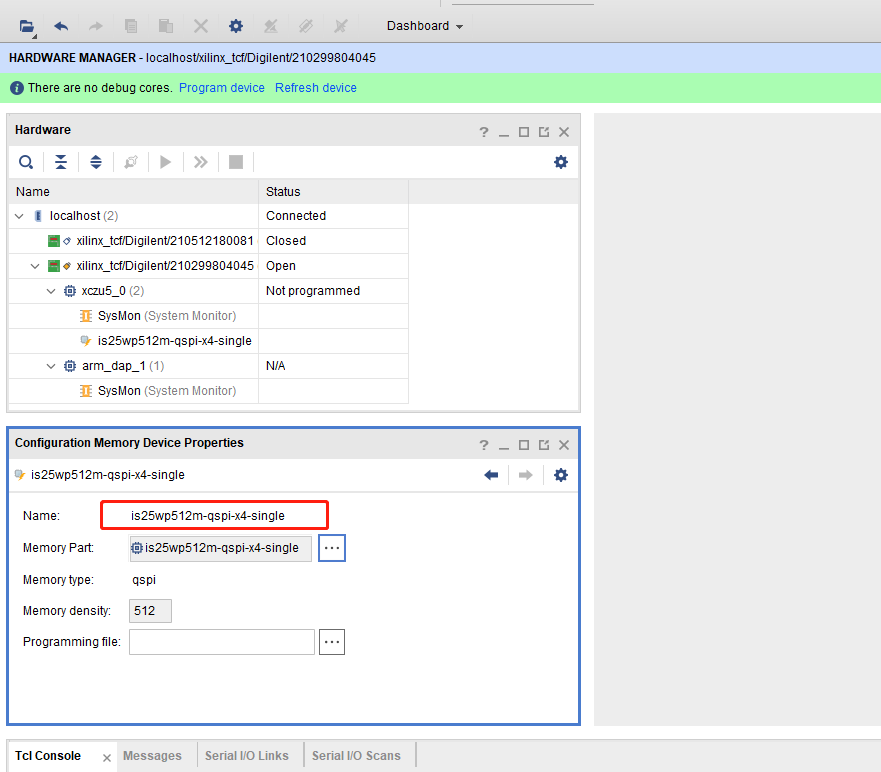 Dashboard
HARDWARE MANAGER - localhost/xilinx_tcf/Digilent/210299804045
There are no debug cores. Program device Refresh device
Hardware
Name Status
localhost (2) Connected
xilinx_tcf/Digilent/210512180081 Closed
xilinx_tcf/Digilent/210299804045 Open
xczu5_0 (2) Not programmed
SysMon (System Monitor)
is25wp512m-qspi-x4-single
arm_dap_1 (1) N/A
SysMon (System Monitor)
Configuration Memory Device Properties
is25wp512m-qspi-x4-single
Name: is25wp512m-qspi-x4-single
Memory Part: is25wp512m-qspi-x4-single ...
Memory type: qspi
Memory density: 512
Programming file: ...
Tcl Console Messages Serial I/O Links Serial I/O Scans